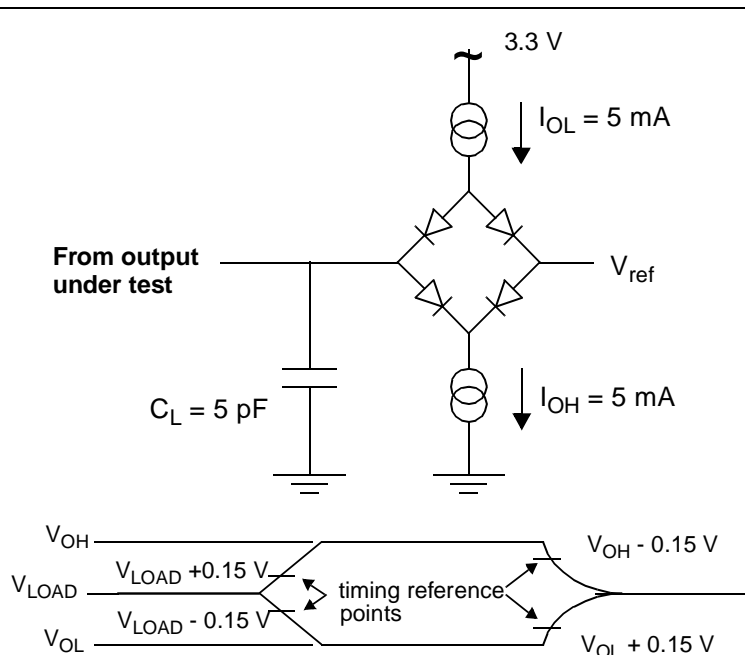 3.3 V
I_OL = 5 mA
From output
under test
V_ref
C_L = 5 pF
I_OH = 5 mA
V_OH
V_OH - 0.15 V
V_LOAD +0.15 V
V_LOAD
timing reference
points
V_LOAD - 0.15 V
V_OL
V_OL + 0.15 V